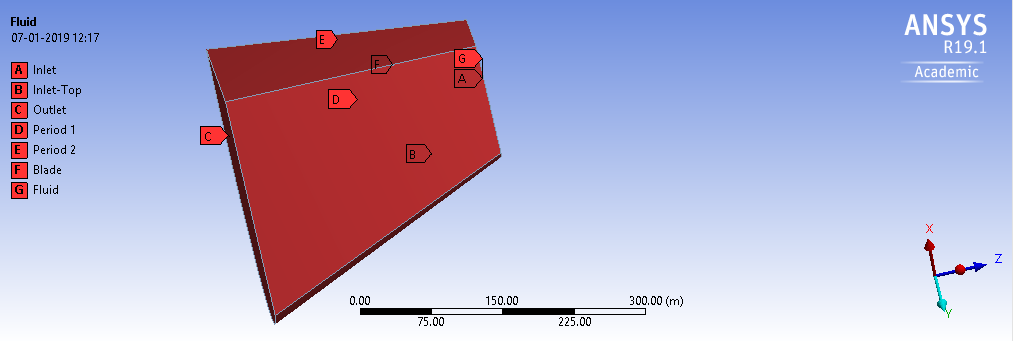 Fluid
07-01-2019 12:17
A Inlet
B Inlet-Top
C Outlet
D Period 1
E Period 2
F Blade
G Fluid
ANSYS
R19.1
Academic
E
F
G
A
D
C
B
X
Z
Y
0.00 150.00 300.00 (m)
75.00 225.00